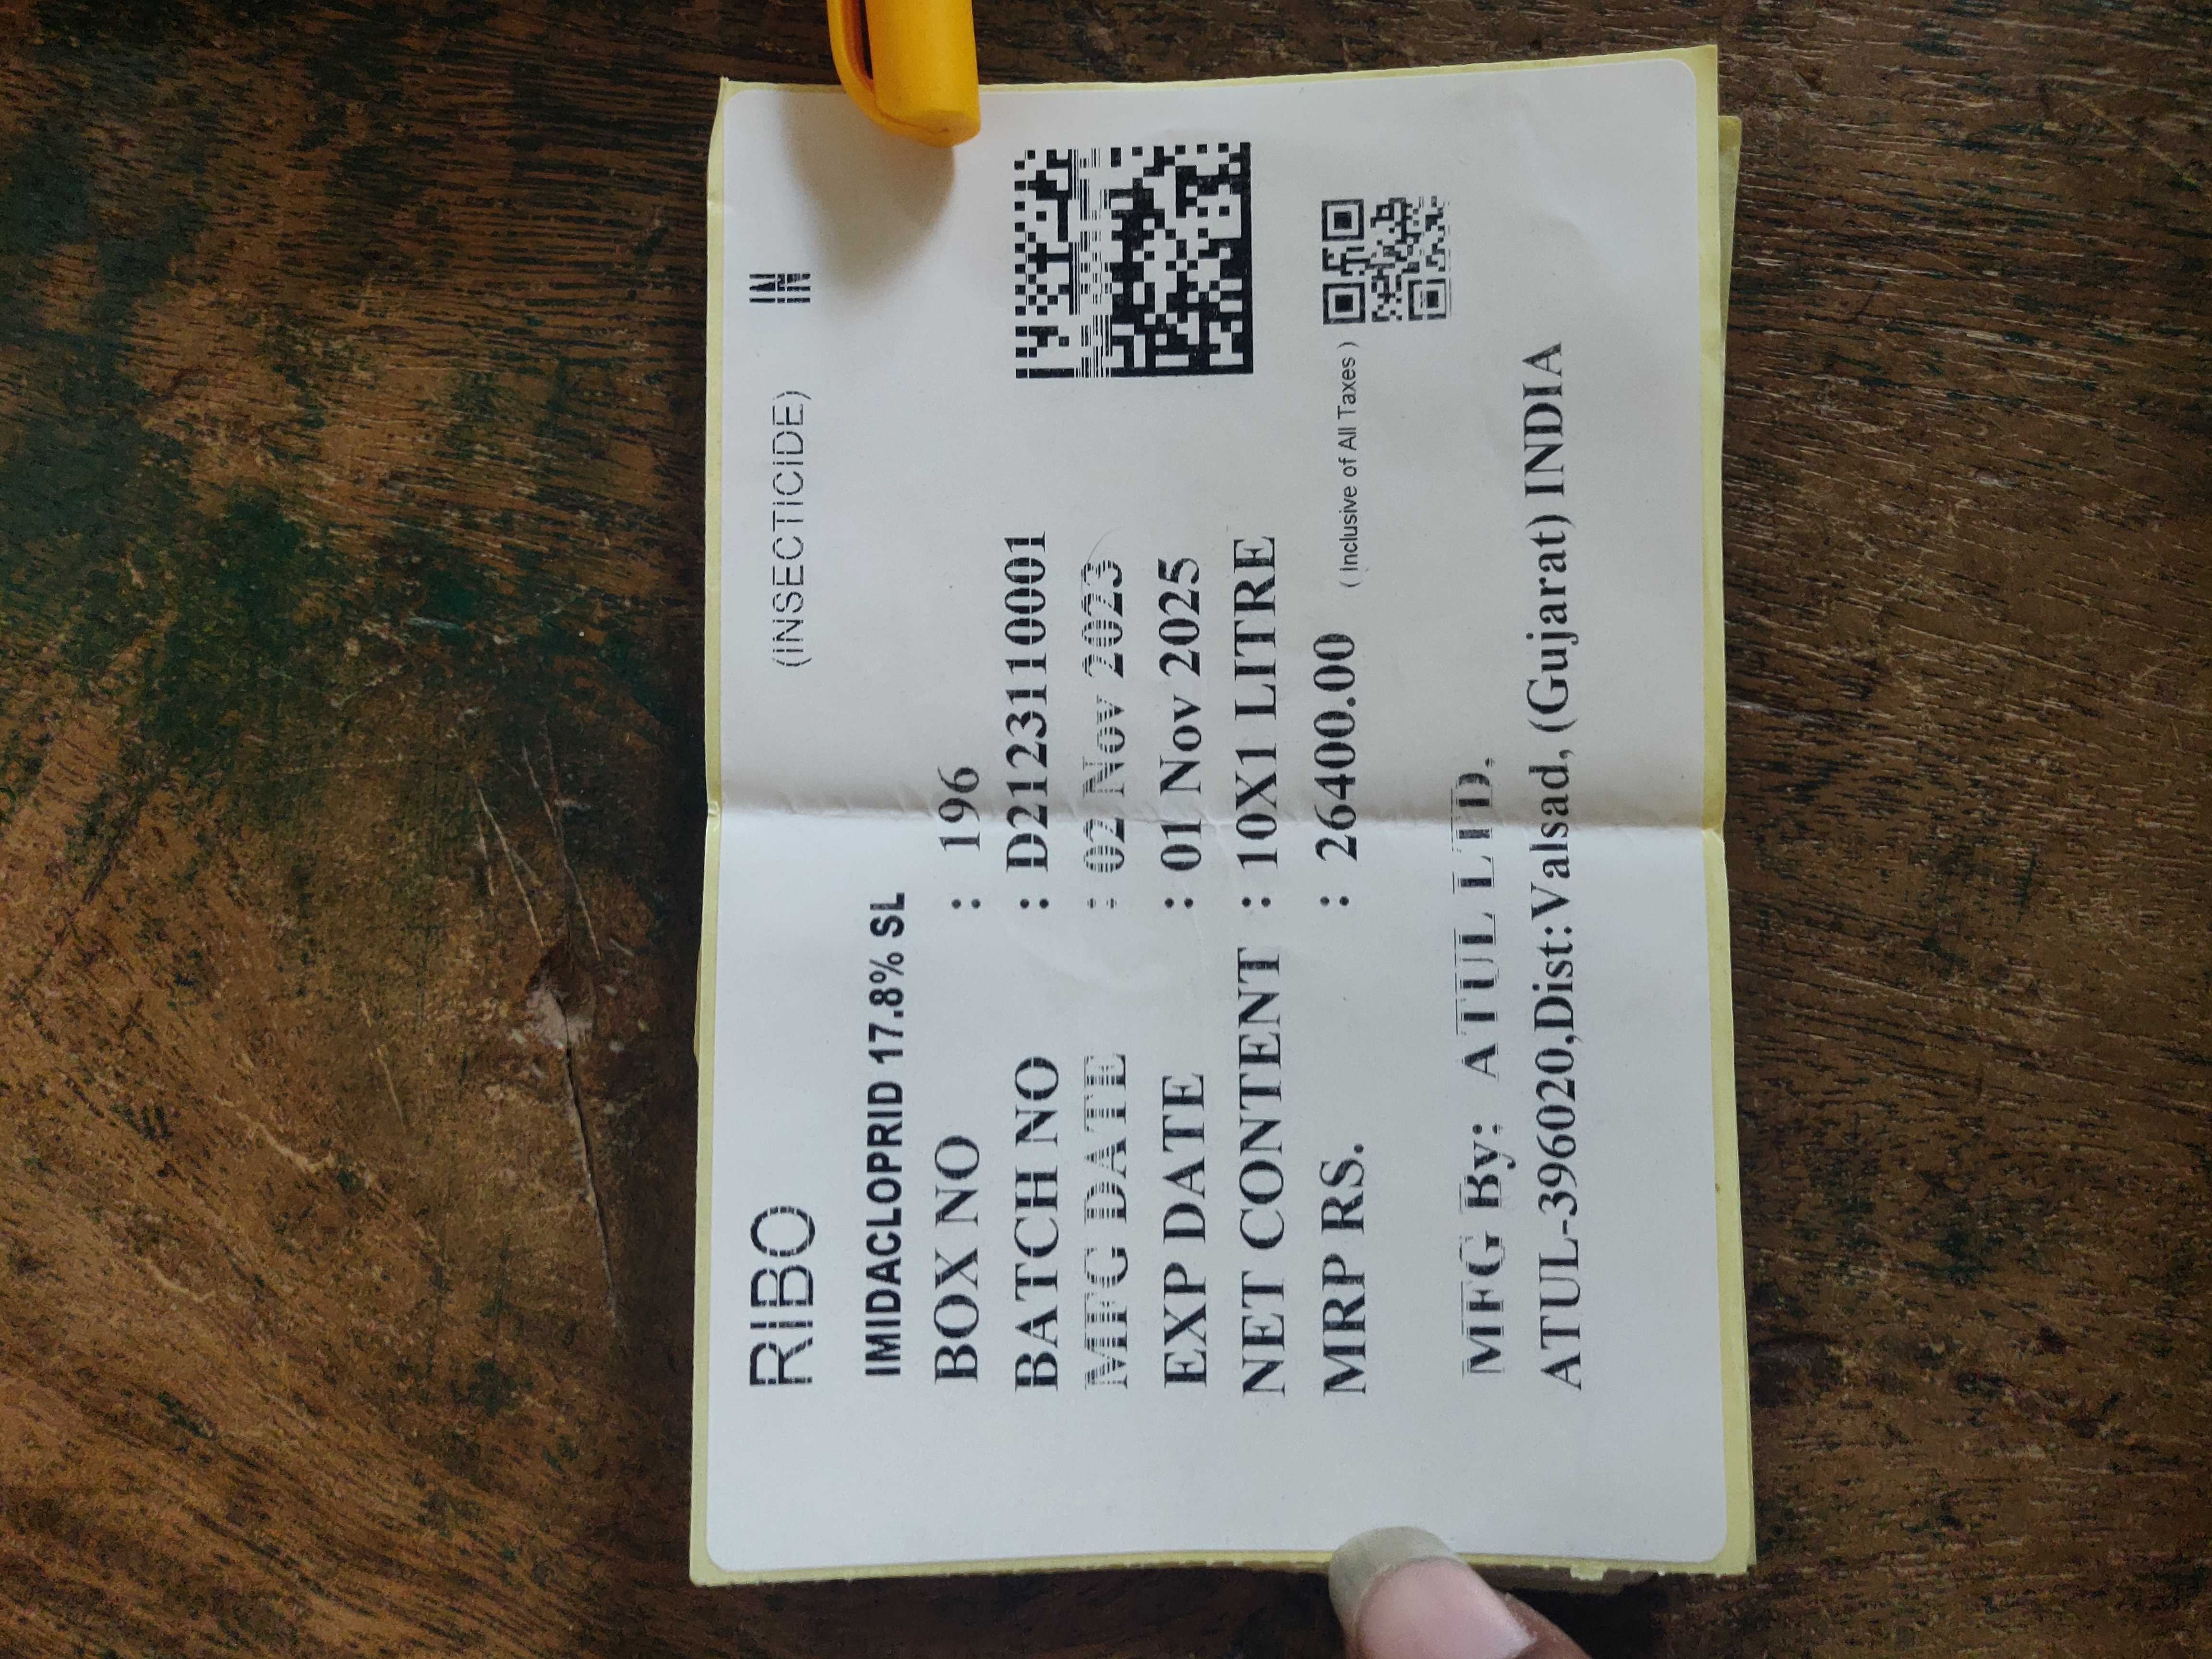 RIBO (INSECTICIDE) IN
IMIDACLOPRID 17.8% SL
BOX NO : 196
BATCH NO : D2123110001
MFG DATE : 02 Nov 2023
EXP DATE : 01 Nov 2025
NET CONTENT : 10X1 LITRE
MRP RS. : 26400.00 ( Inclusive of All Taxes )
MFG By: ATUL LTD.
ATUL-396020,Dist:Valsad, (Gujarat) INDIA